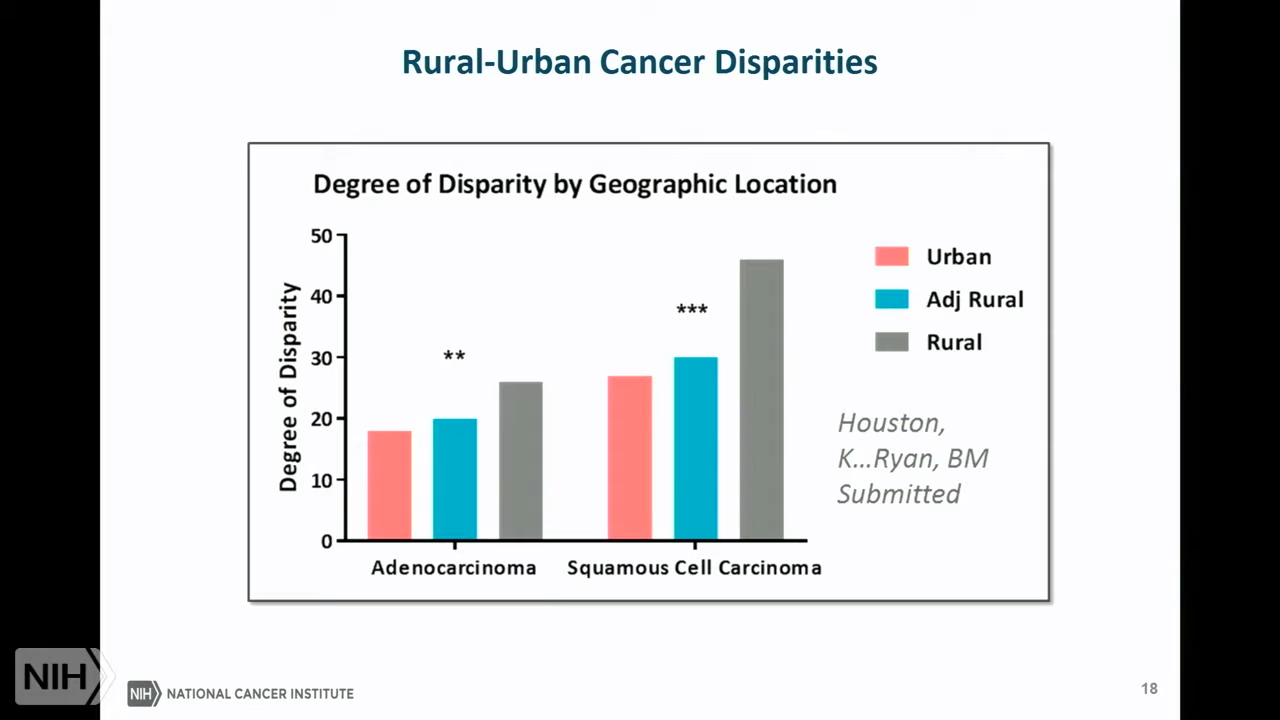 Rural-Urban Cancer Disparities
Degree of Disparity by Geographic Location
Degree of Disparity
50
40
30
20
10
0
**
***
Adenocarcinoma
Squamous Cell Carcinoma
Urban
Adj Rural
Rural
Houston,
K...Ryan, BM
Submitted
NIH
NIH NATIONAL CANCER INSTITUTE
18